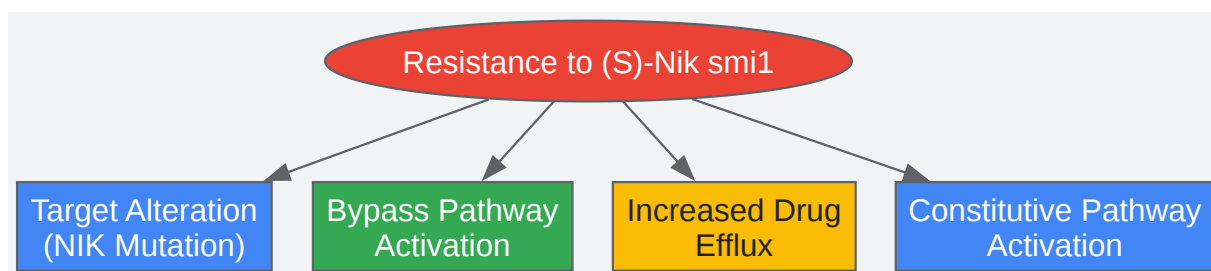 Resistance to (S)-Nik smi1
Target Alteration
(NIK Mutation)
Bypass Pathway
Activation
Increased Drug
Efflux
Constitutive Pathway
Activation